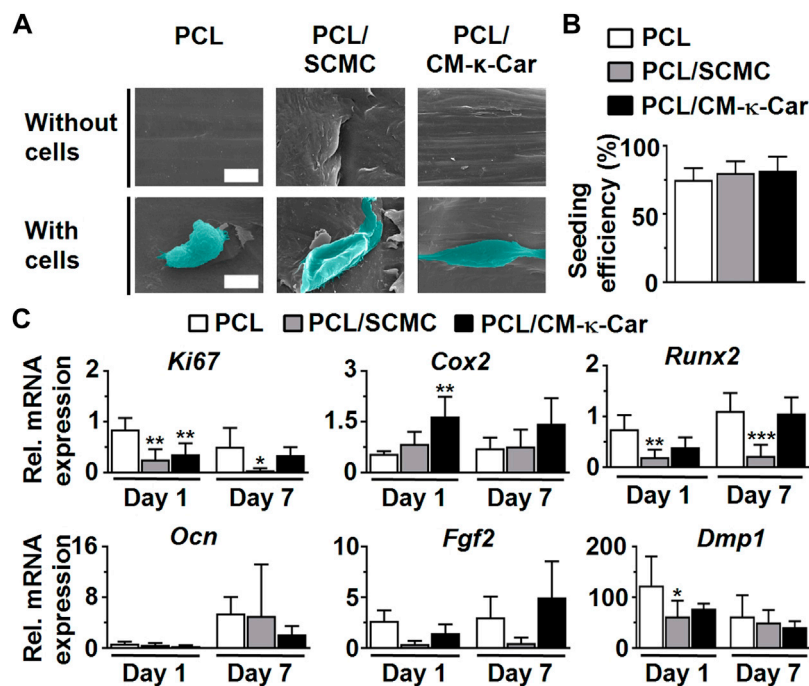 A
PCL
PCL/
SCMC
PCL/
CM-κ-Car
Without
cells
With
cells
B
PCL
PCL/SCMC
PCL/CM-κ-Car
Seeding
efficiency (%)
75
50
25
0
C
PCL PCL/SCMC PCL/CM-κ-Car
Ki67
Rel. mRNA
expression
2
1
0
** ** *
Day 1 Day 7
Cox2
3
1.5
0
**
Day 1 Day 7
Runx2
2
1
0
** ***
Day 1 Day 7
Ocn
Rel. mRNA
expression
16
12
8
4
0
Day 1 Day 7
Fgf2
10
5
0
Day 1 Day 7
Dmp1
200
100
0
*
Day 1 Day 7